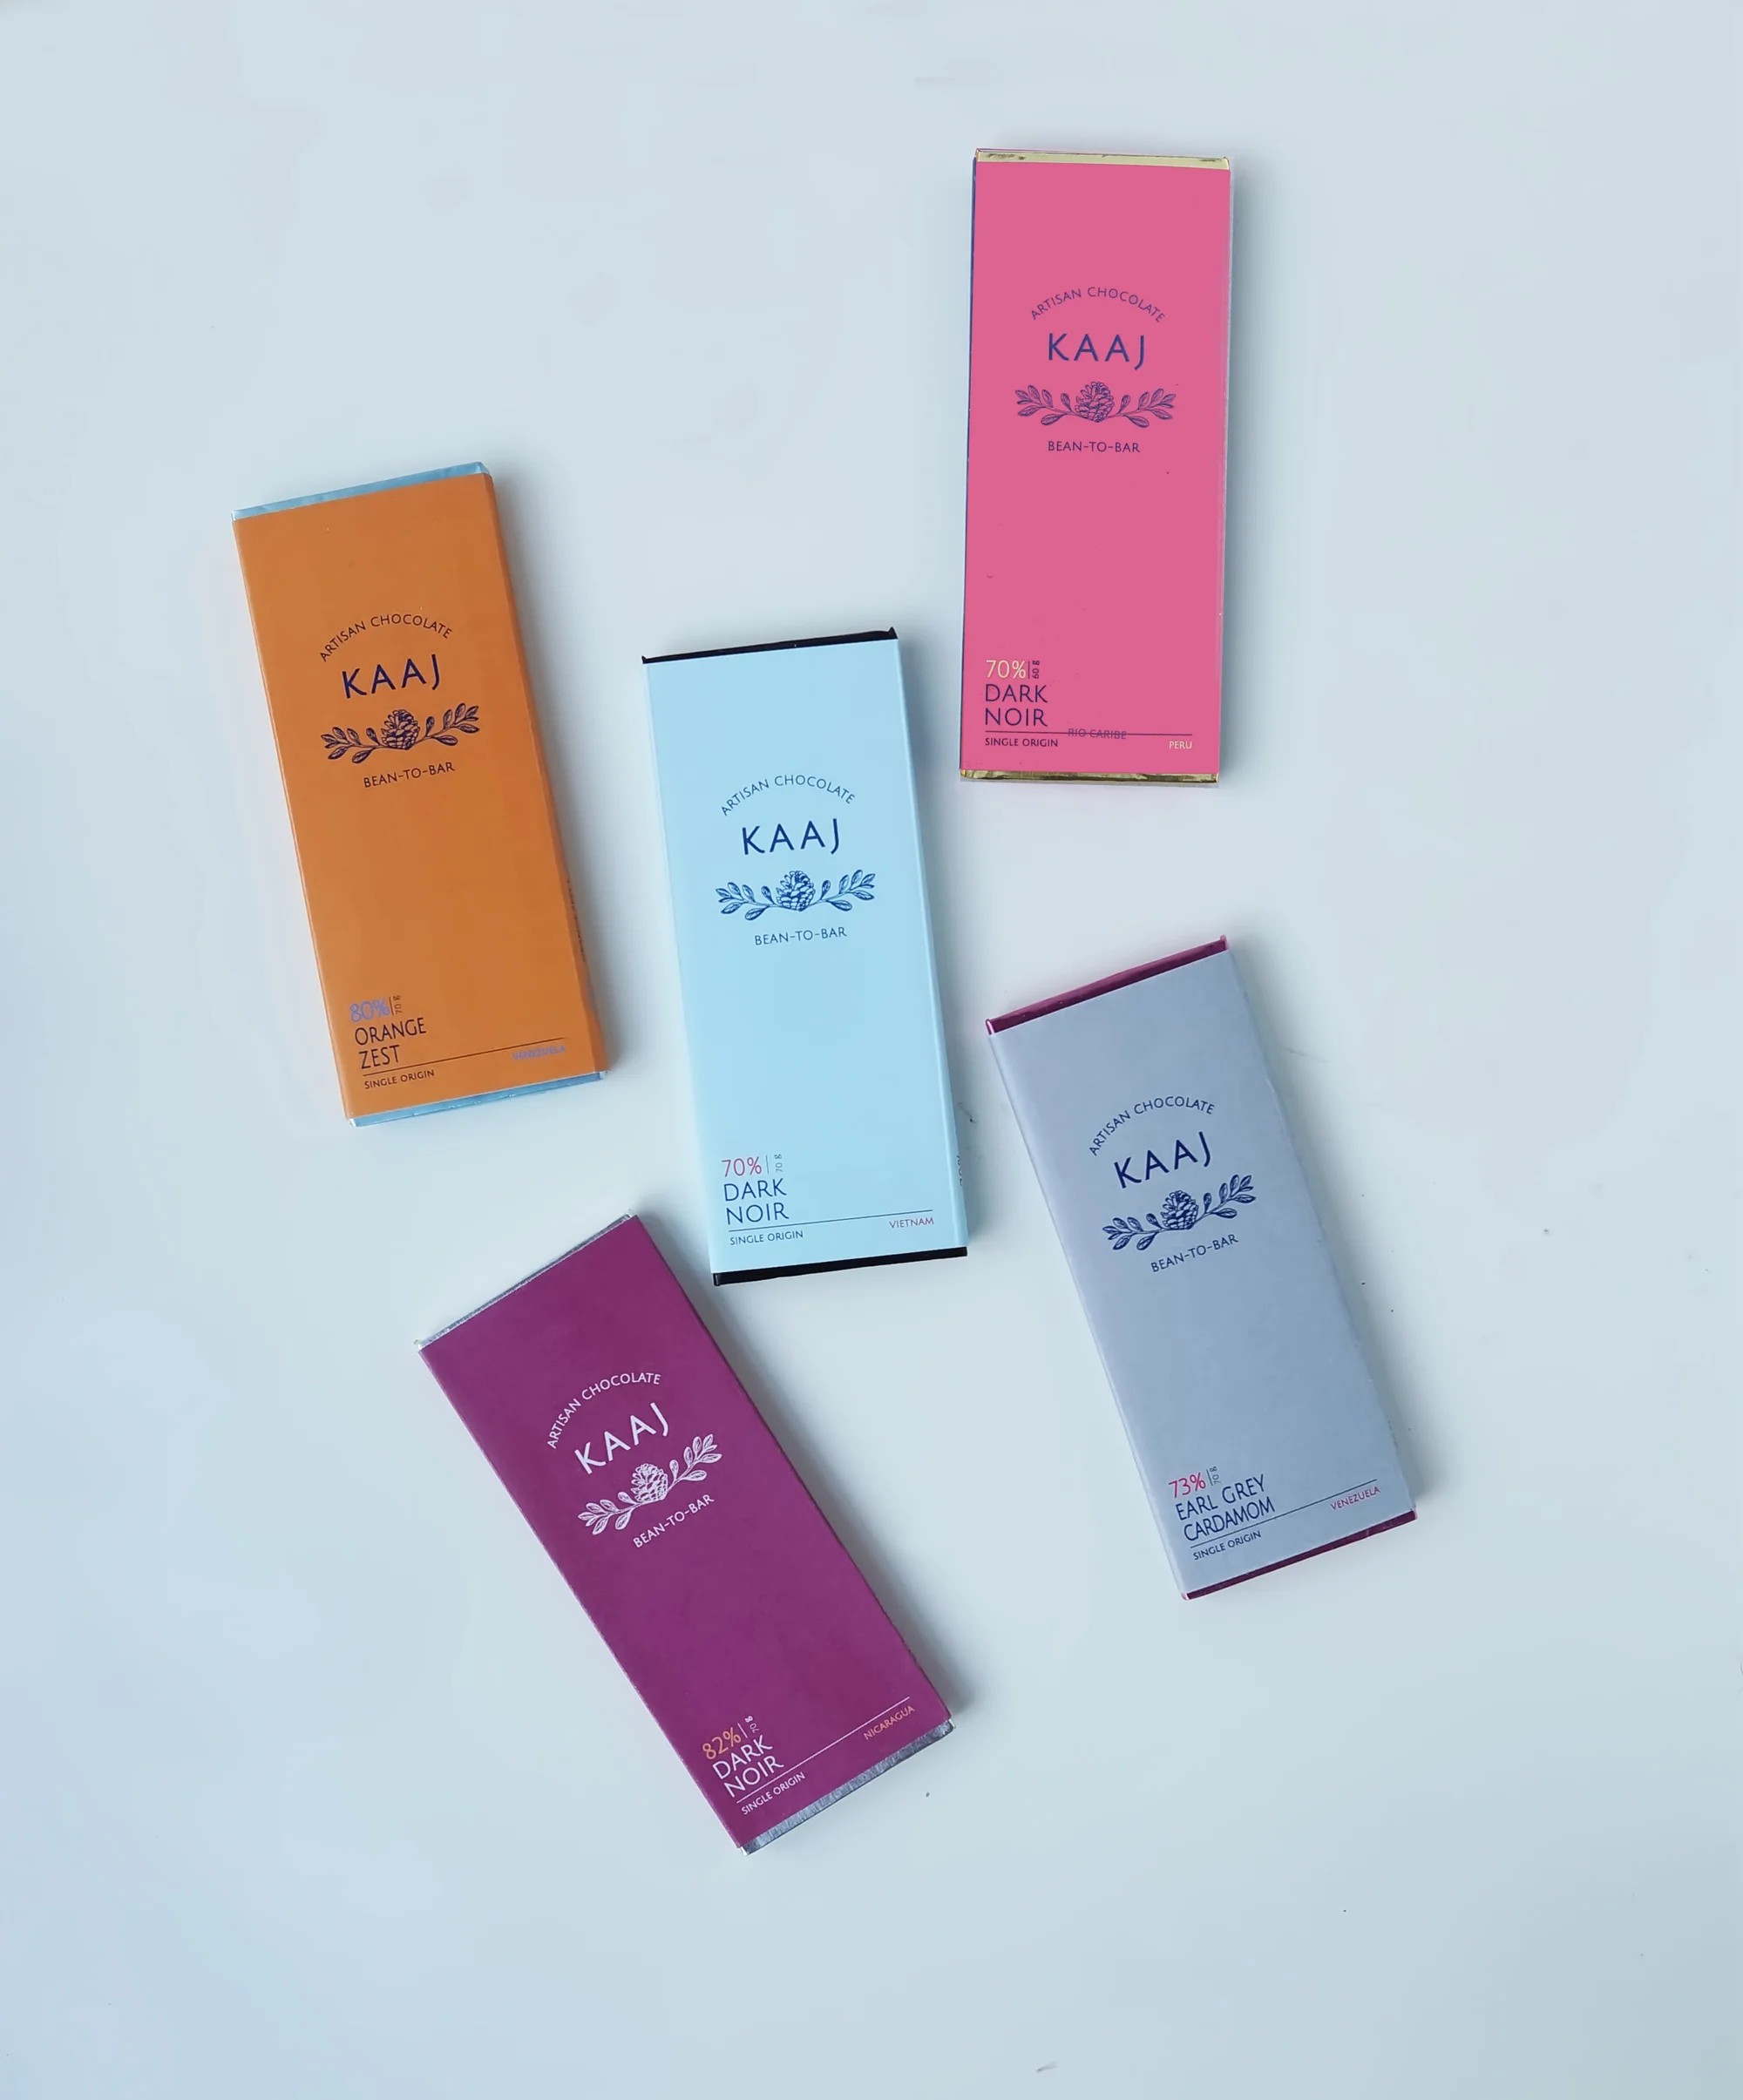 ARTISAN CHOCOLATE
KAAJ
BEAN-TO-BAR
70%
DARK
NOIR
RIO CARIBE
SINGLE ORIGIN PERU
ARTISAN CHOCOLATE
KAAJ
BEAN-TO-BAR
80% 70 g
ORANGE
ZEST
VENEZUELA
SINGLE ORIGIN
ARTISAN CHOCOLATE
KAAJ
BEAN-TO-BAR
70% 70 g
DARK
NOIR
SINGLE ORIGIN VIETNAM
ARTISAN CHOCOLATE
KAAJ
BEAN-TO-BAR
73% 70 g
EARL GREY
CARDAMOM
SINGLE ORIGIN VENEZUELA
ARTISAN CHOCOLATE
KAAJ
BEAN-TO-BAR
82% 70 g
DARK
NOIR
SINGLE ORIGIN NICARAGUA